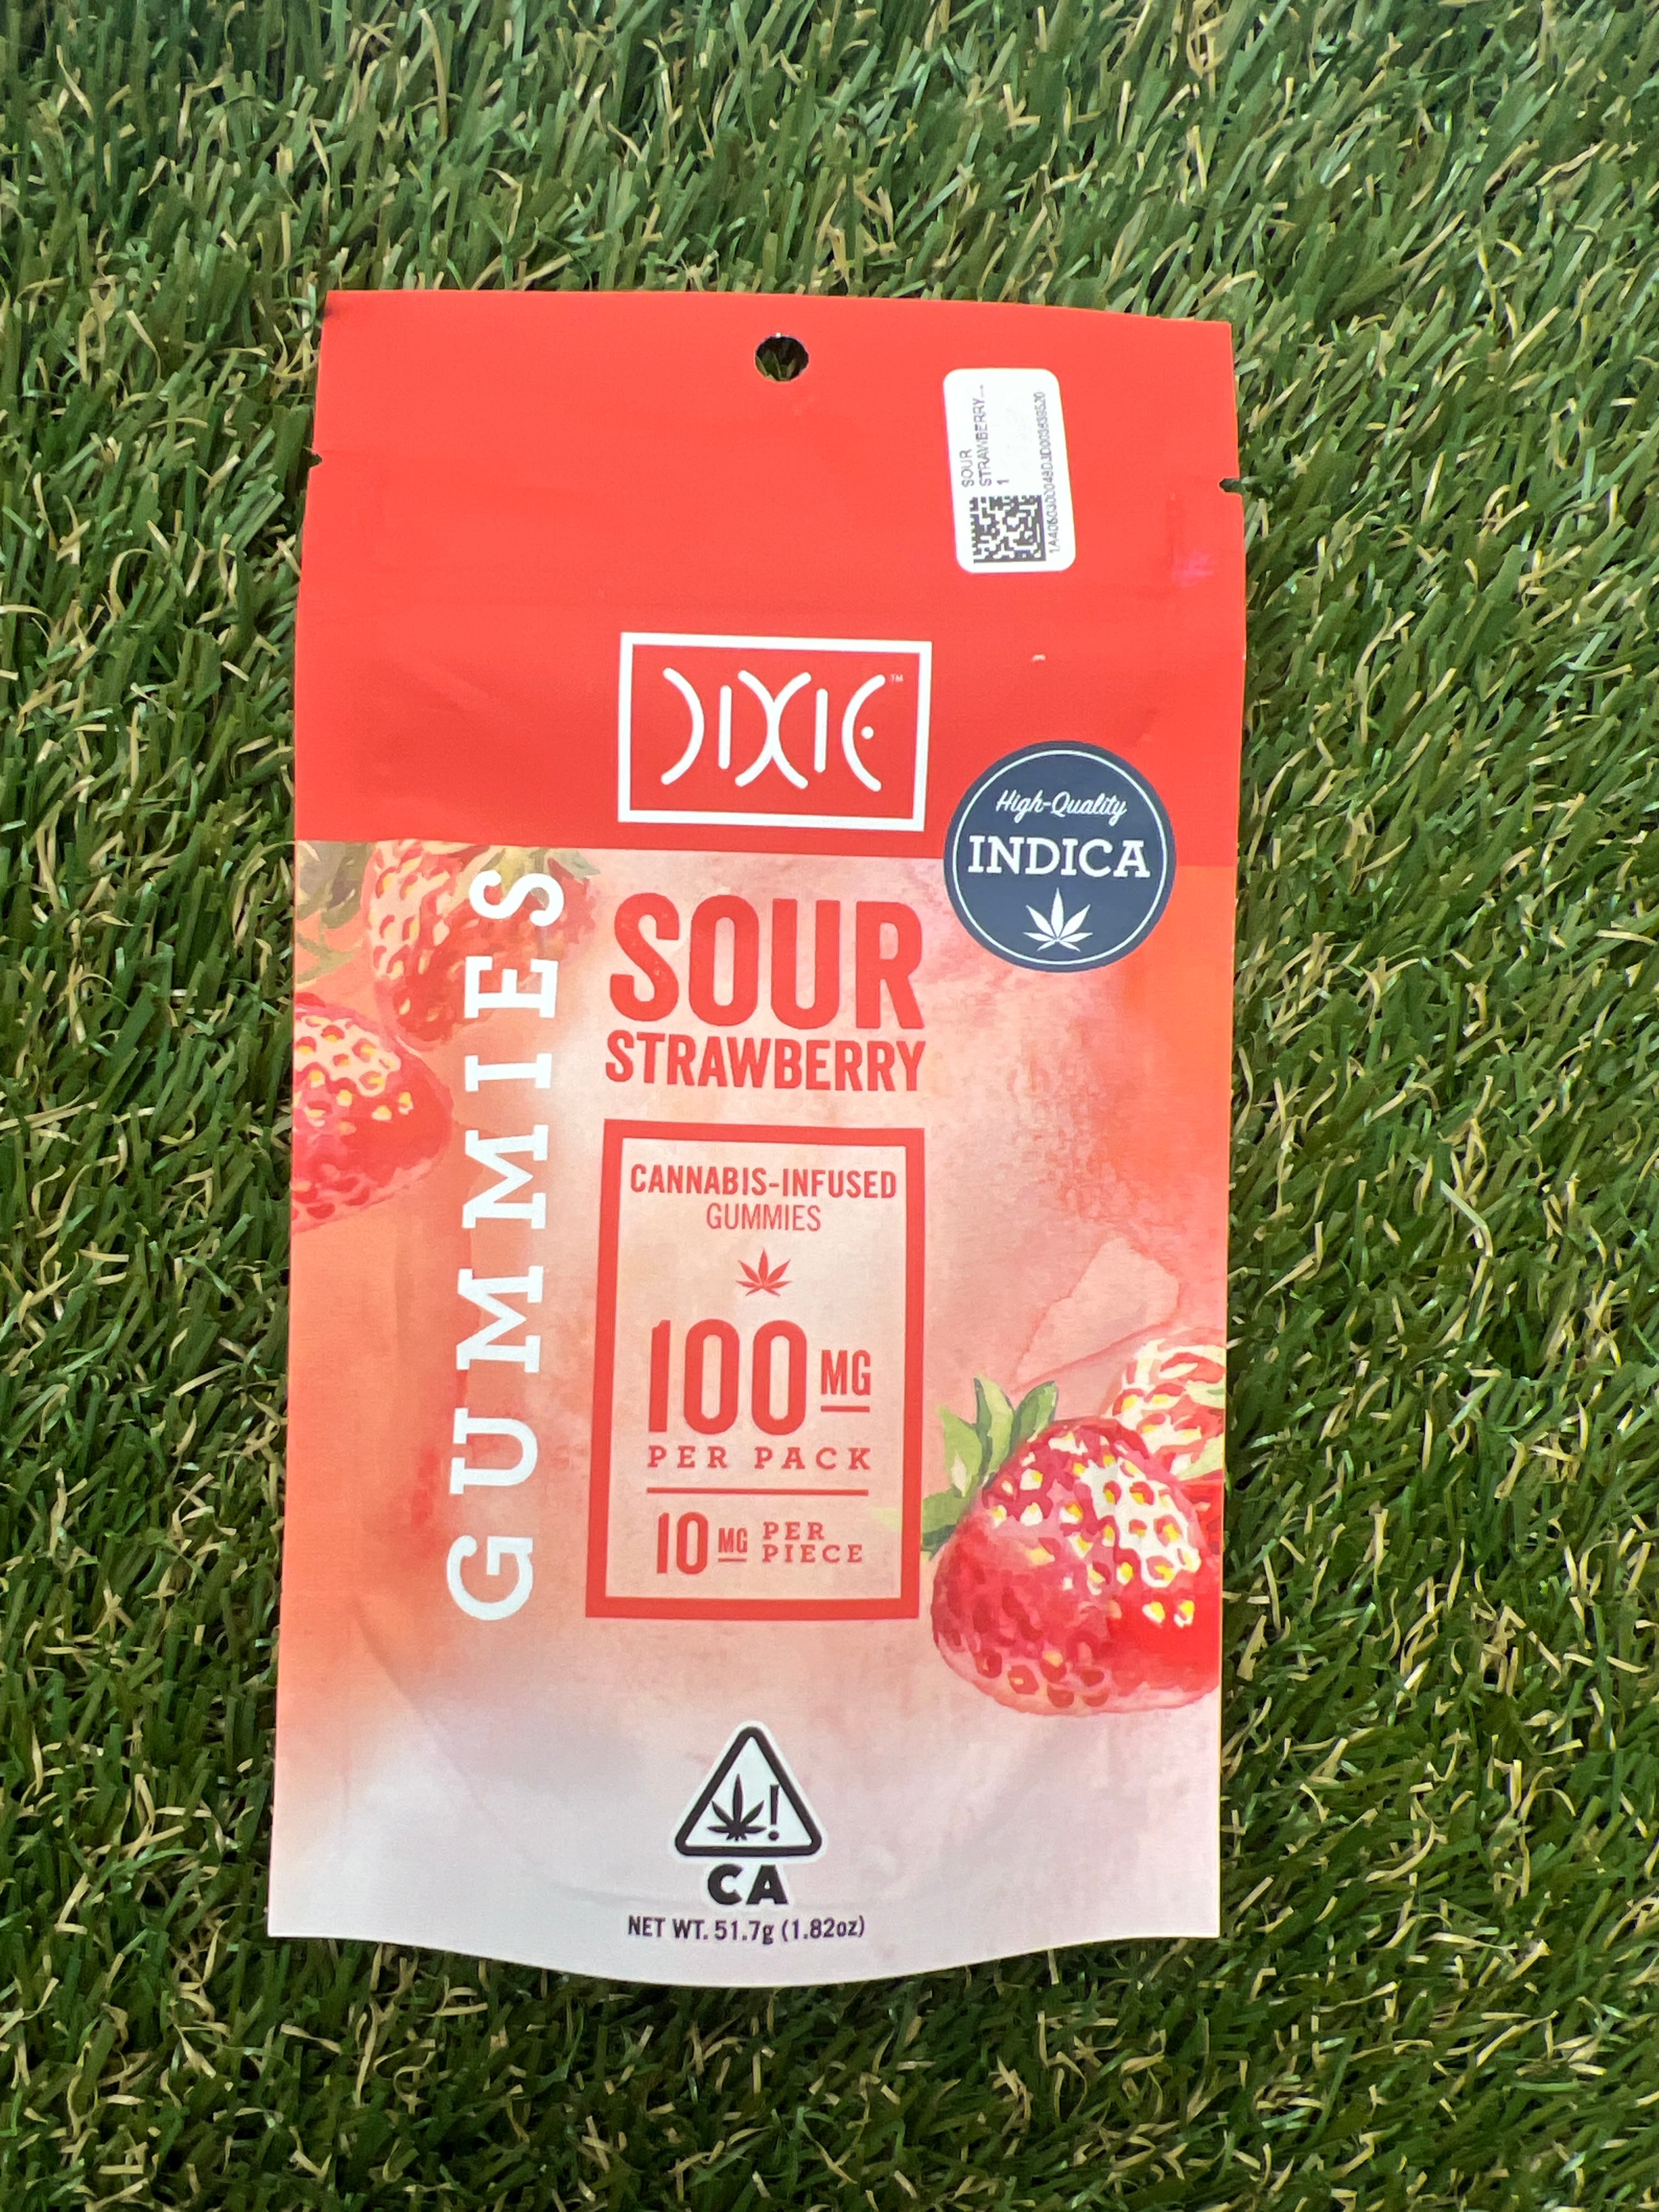 SOUR
STRAWBERRY...
1
DIXIE™
High-Quality
INDICA
GUMMIES
SOUR
STRAWBERRY
CANNABIS-INFUSED
GUMMIES
100 MG
PER PACK
10 MG PER
PIECE
!
CA
NET WT. 51.7g (1.82oz)